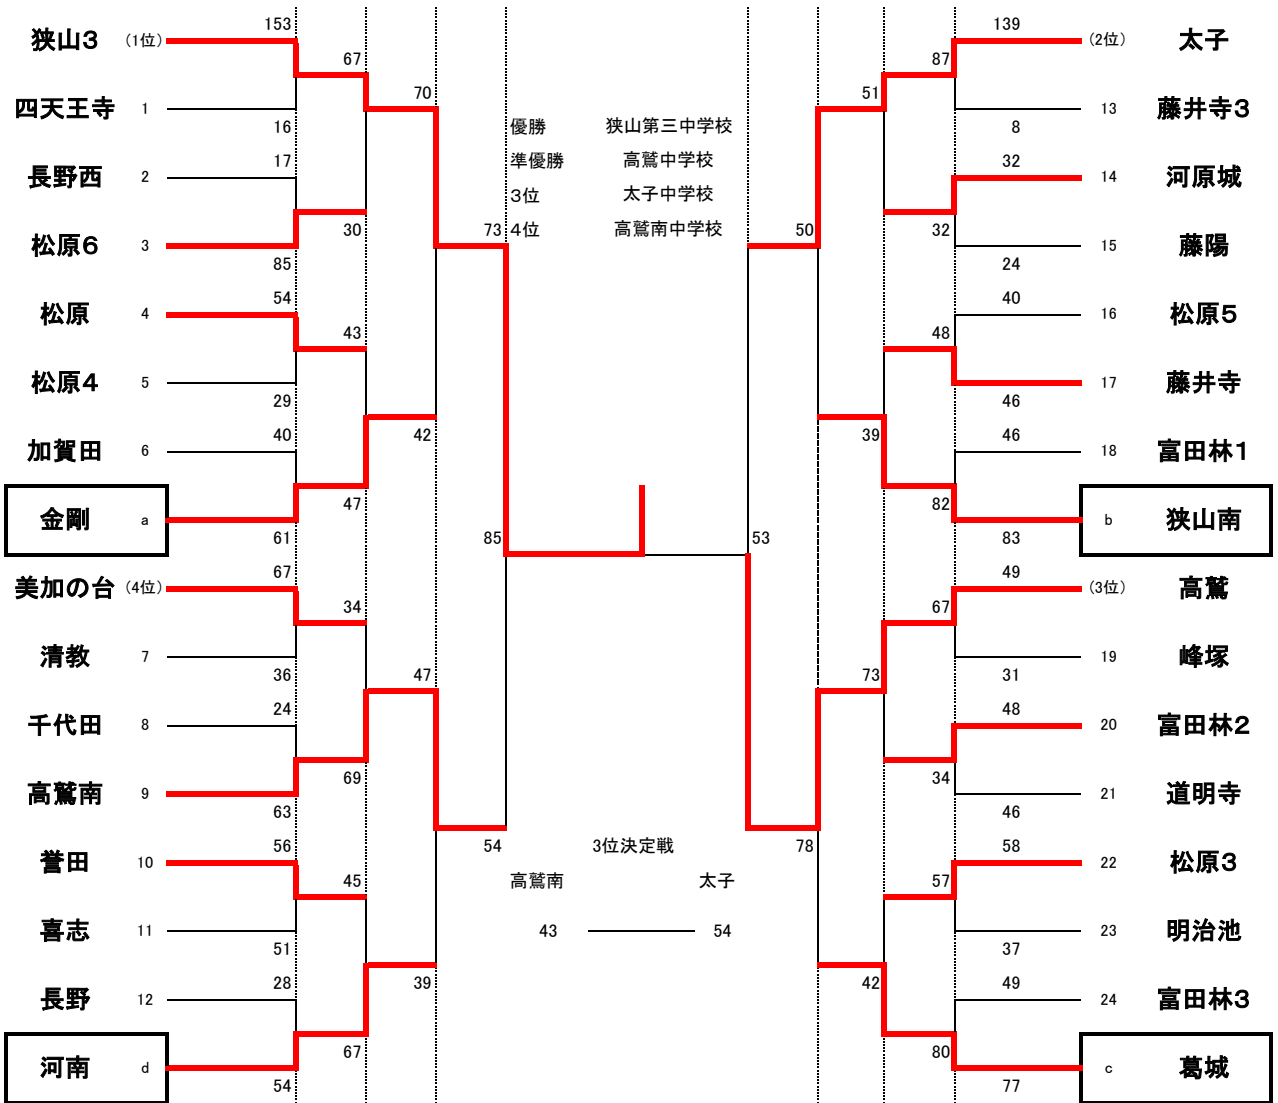 153
狭山3 (1位)
67
四天王寺 1
70
16
17
長野西 2
30
松原6 3
73
85
54
松原 4
43
松原4 5
29
40
加賀田 6
42
47
金剛 a
61
85
67
美加の台 (4位)
34
清教 7
36
47
24
千代田 8
69
高鷲南 9
63
56
誉田 10
45
54
喜志 11
51
28
長野 12
39
67
河南 d
54
優勝 狭山第三中学校
準優勝 高鷲中学校
3位 太子中学校
4位 高鷲南中学校
3位決定戦
高鷲南 太子
43 54
139
(2位) 太子
87
51
13 藤井寺3
8
32
14 河原城
50
32
15 藤陽
24
40
16 松原5
48
17 藤井寺
46
39
46
18 富田林1
82
b 狭山南
53
83
49
(3位) 高鷲
67
19 峰塚
73
31
48
20 富田林2
34
21 道明寺
46
78
58
22 松原3
57
23 明治池
37
42
49
24 富田林3
80
c 葛城
77